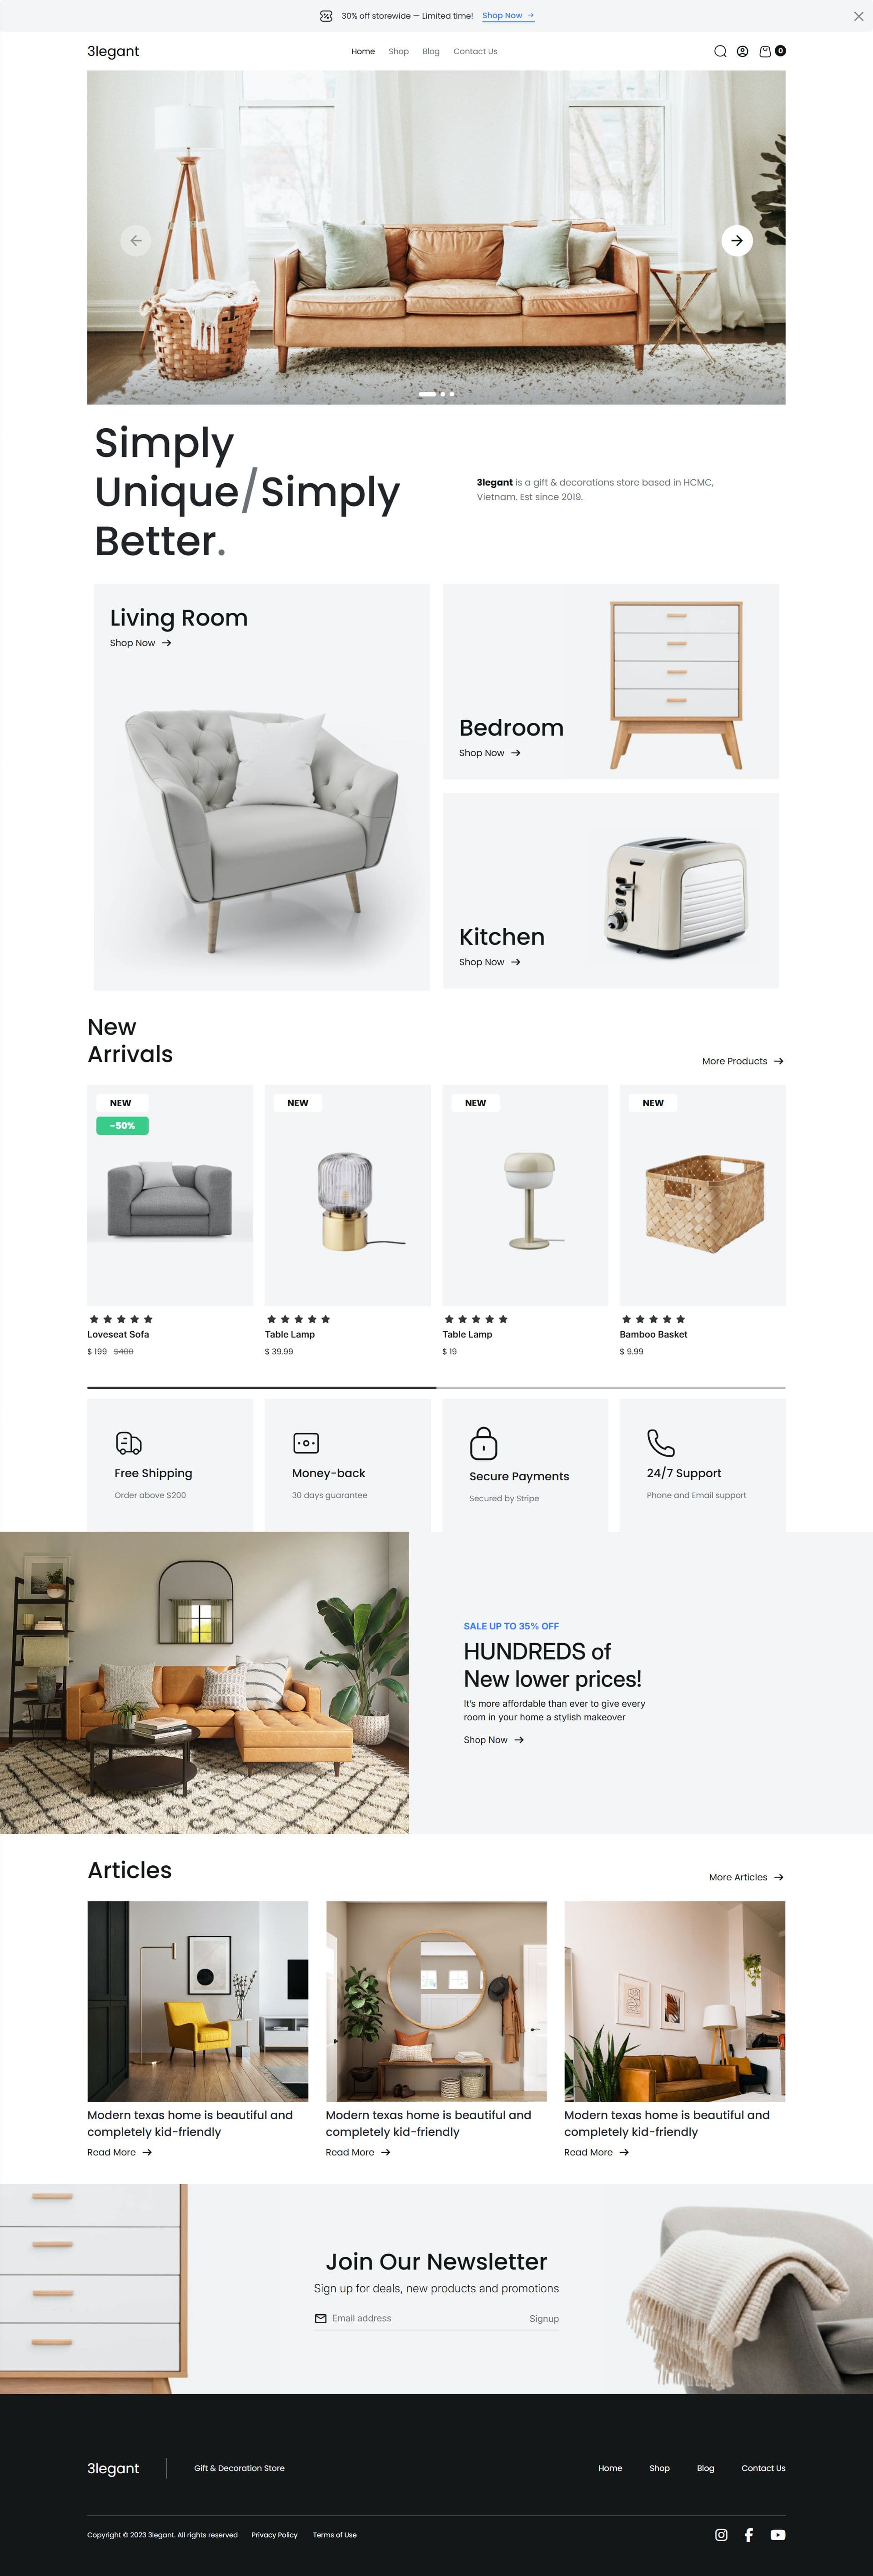 30% off storewide — Limited time! Shop Now
3legant
Home Shop Blog Contact Us
0
Simply
Unique/Simply
Better.
3legant is a gift & decorations store based in HCMC,
Vietnam. Est since 2019.
Living Room
Shop Now
Bedroom
Shop Now
Kitchen
Shop Now
New
Arrivals
More Products
NEW
-50%
NEW
NEW
NEW
Loveseat Sofa
$ 199 $400
Table Lamp
$ 39.99
Table Lamp
$ 19
Bamboo Basket
$ 9.99
Free Shipping
Order above $200
Money-back
30 days guarantee
Secure Payments
Secured by Stripe
24/7 Support
Phone and Email support
SALE UP TO 35% OFF
HUNDREDS of
New lower prices!
It's more affordable than ever to give every
room in your home a stylish makeover
Shop Now
Articles
More Articles
Modern texas home is beautiful and
completely kid-friendly
Read More
Modern texas home is beautiful and
completely kid-friendly
Read More
Modern texas home is beautiful and
completely kid-friendly
Read More
Join Our Newsletter
Sign up for deals, new products and promotions
Email address Signup
3legant
Gift & Decoration Store
Home Shop Blog Contact Us
Copyright © 2023 3legant. All rights reserved Privacy Policy Terms of Use